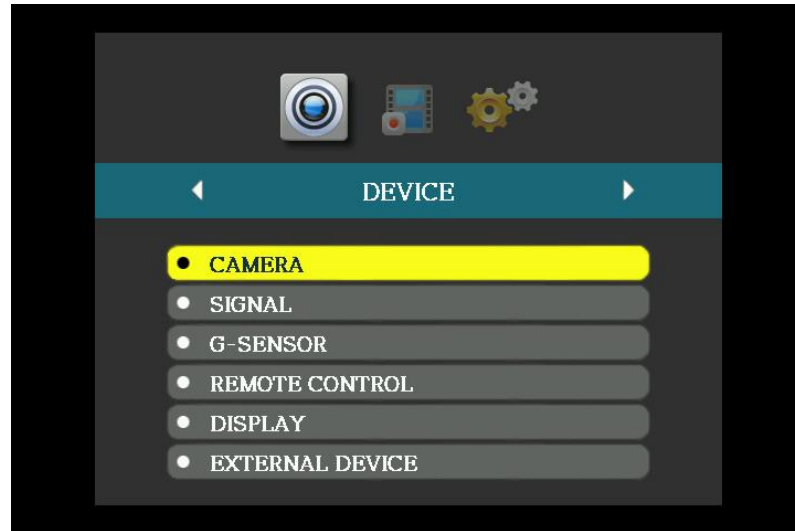 DEVICE
CAMERA
SIGNAL
G-SENSOR
REMOTE CONTROL
DISPLAY
EXTERNAL DEVICE